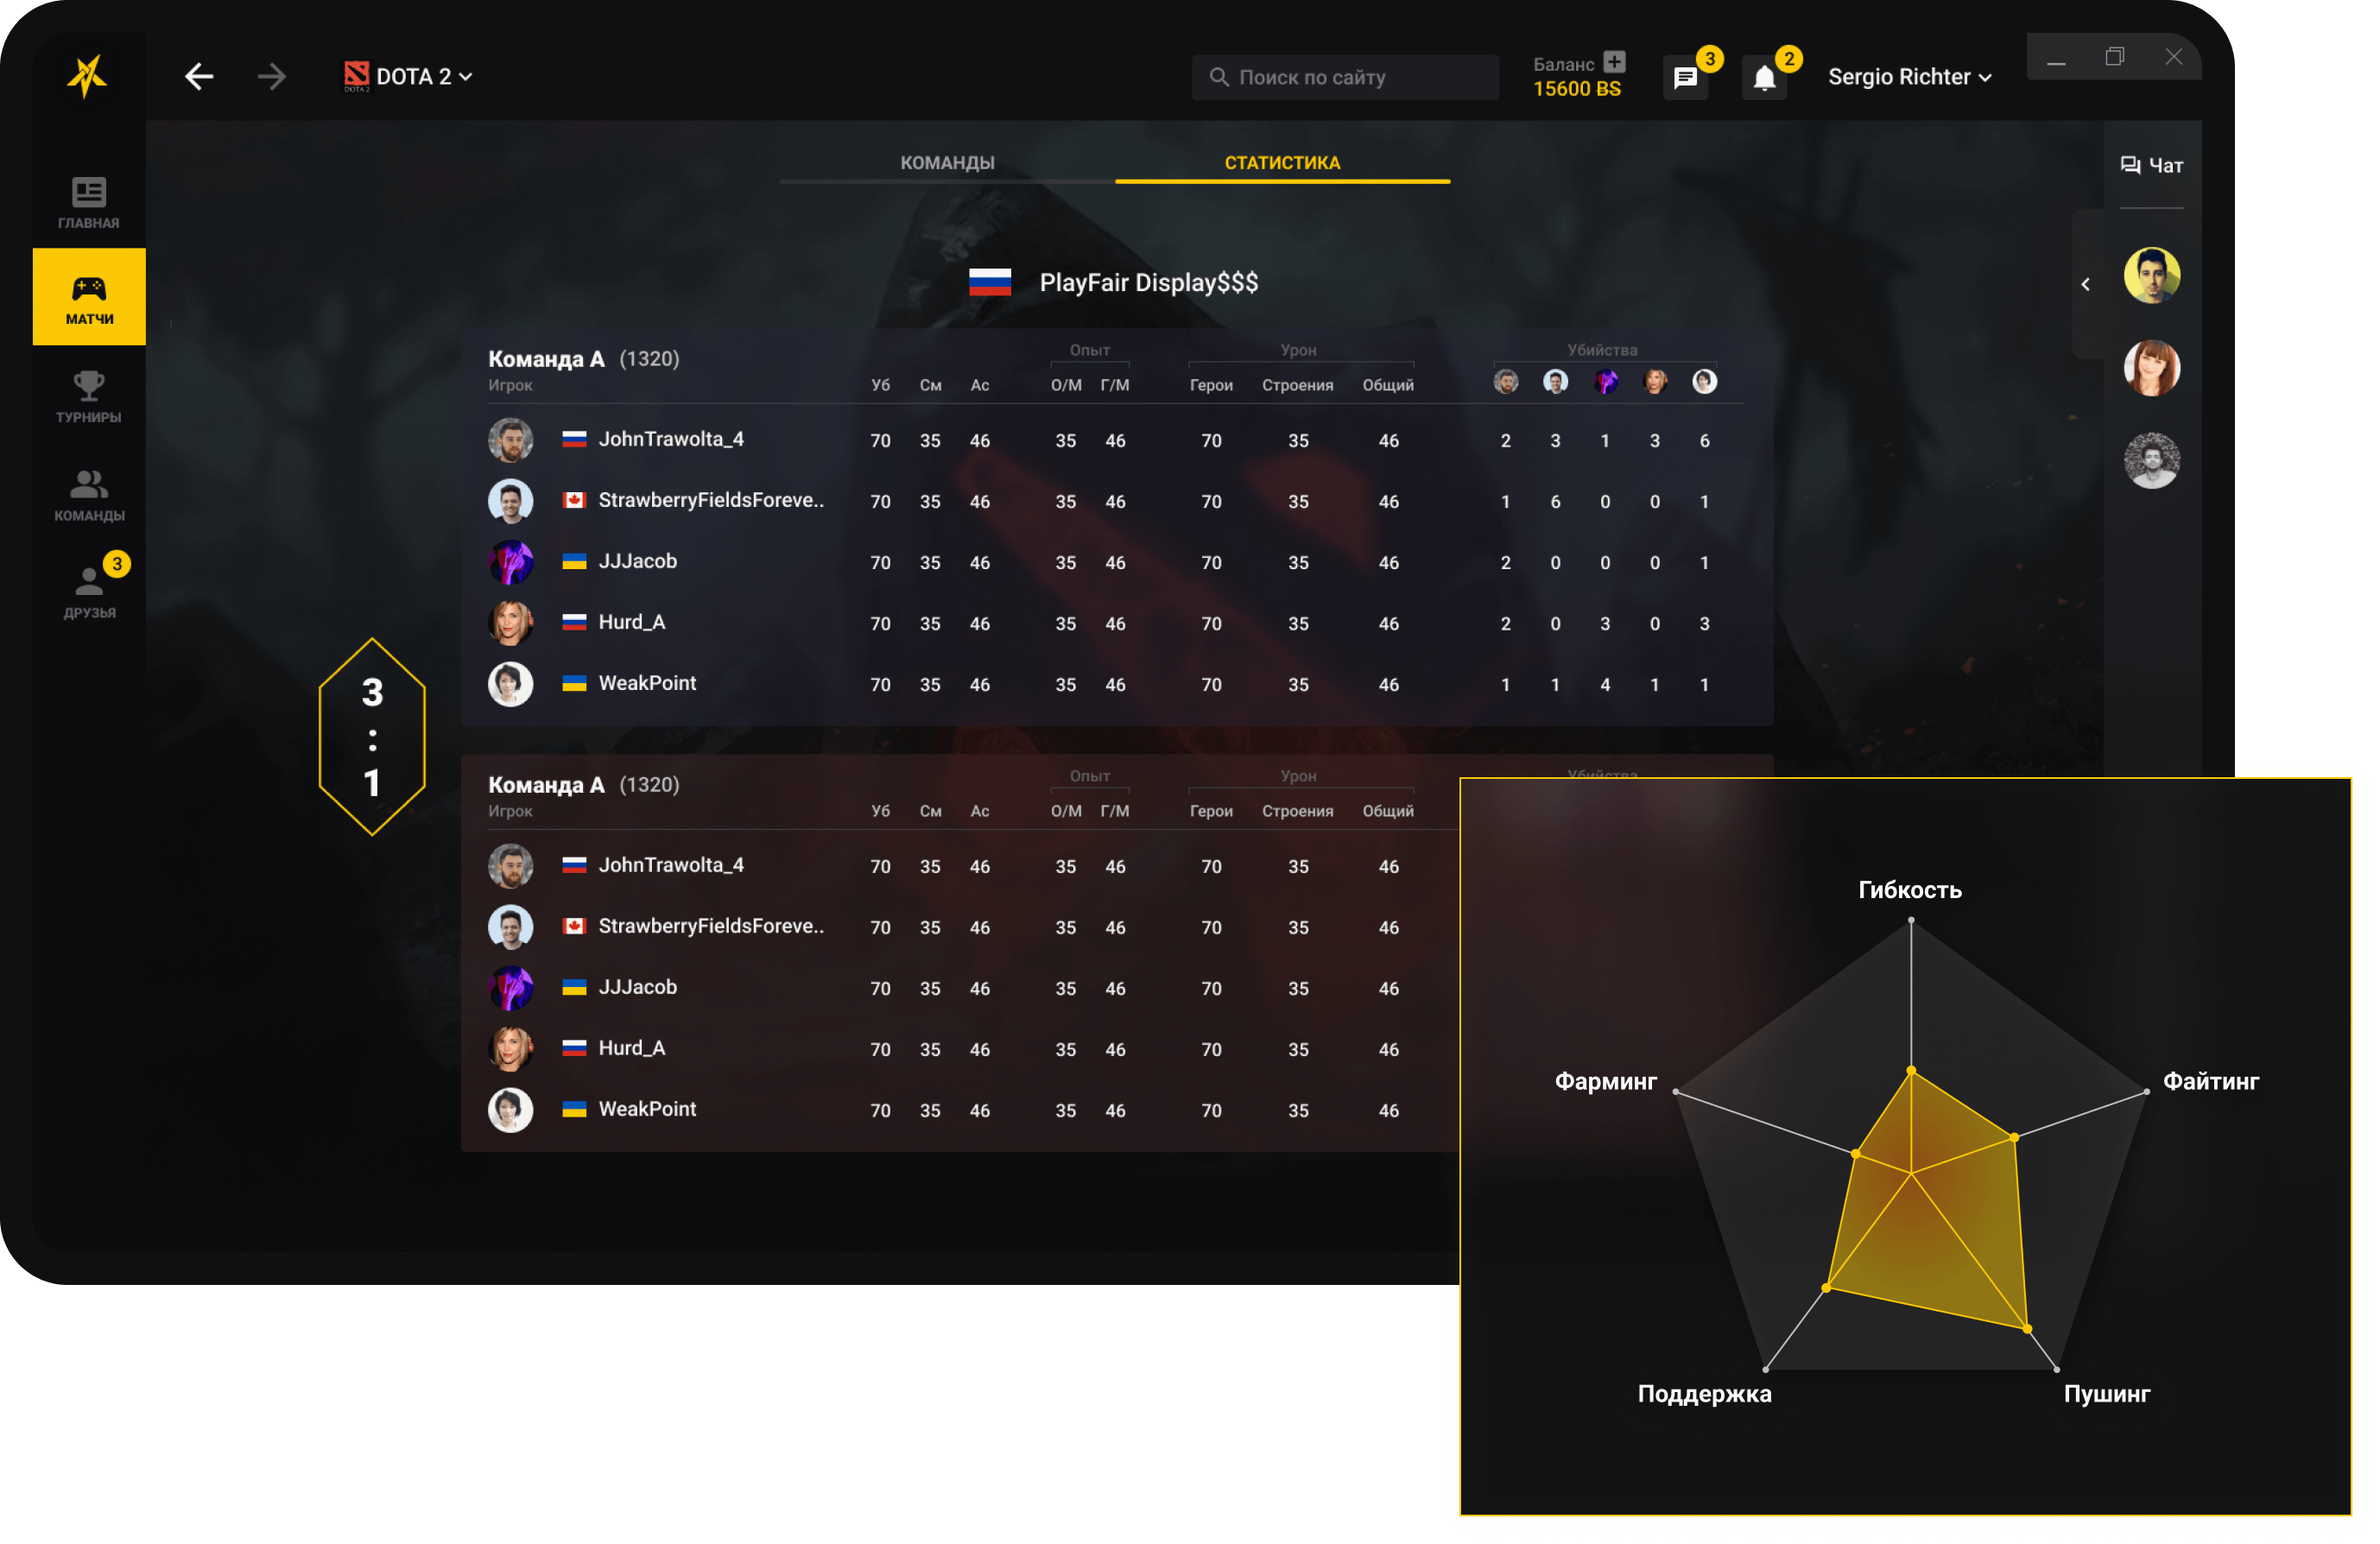 DOTA 2
DOTA 2
Поиск по сайту
Баланс
15600 BS
3
2
Sergio Richter
ГЛАВНАЯ
МАТЧИ
ТУРНИРЫ
КОМАНДЫ
3
ДРУЗЬЯ
КОМАНДЫ СТАТИСТИКА
Чат
PlayFair Display$$$
3
:
1
Команда А (1320)
Опыт Урон Убийства
Игрок Уб См Ас О/М Г/М Герои Строения Общий
JohnTrawolta_4 70 35 46 35 46 70 35 46 2 3 1 3 6
StrawberryFieldsForeve.. 70 35 46 35 46 70 35 46 1 6 0 0 1
JJJacob 70 35 46 35 46 70 35 46 2 0 0 0 1
Hurd_A 70 35 46 35 46 70 35 46 2 0 3 0 3
WeakPoint 70 35 46 35 46 70 35 46 1 1 4 1 1
Команда А (1320)
Опыт Урон Убийства
Игрок Уб См Ас О/М Г/М Герои Строения Общий
JohnTrawolta_4 70 35 46 35 46 70 35 46
StrawberryFieldsForeve.. 70 35 46 35 46 70 35 46
JJJacob 70 35 46 35 46 70 35 46
Hurd_A 70 35 46 35 46 70 35 46
WeakPoint 70 35 46 35 46 70 35 46
Гибкость
Фарминг
Файтинг
Поддержка
Пушинг